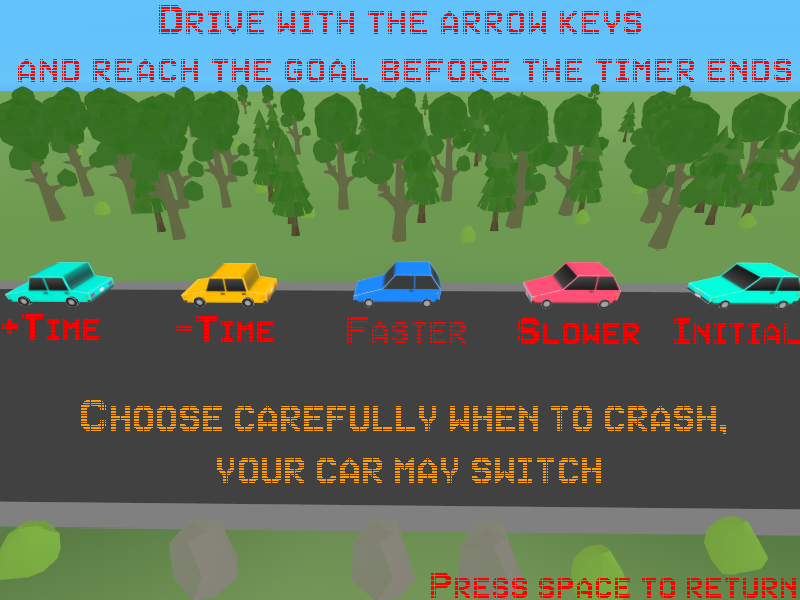 Drive with the arrow keys
and reach the goal before the timer ends
+Time -Time Faster Slower Initial
Choose carefully when to crash,
your car may switch
Press space to return